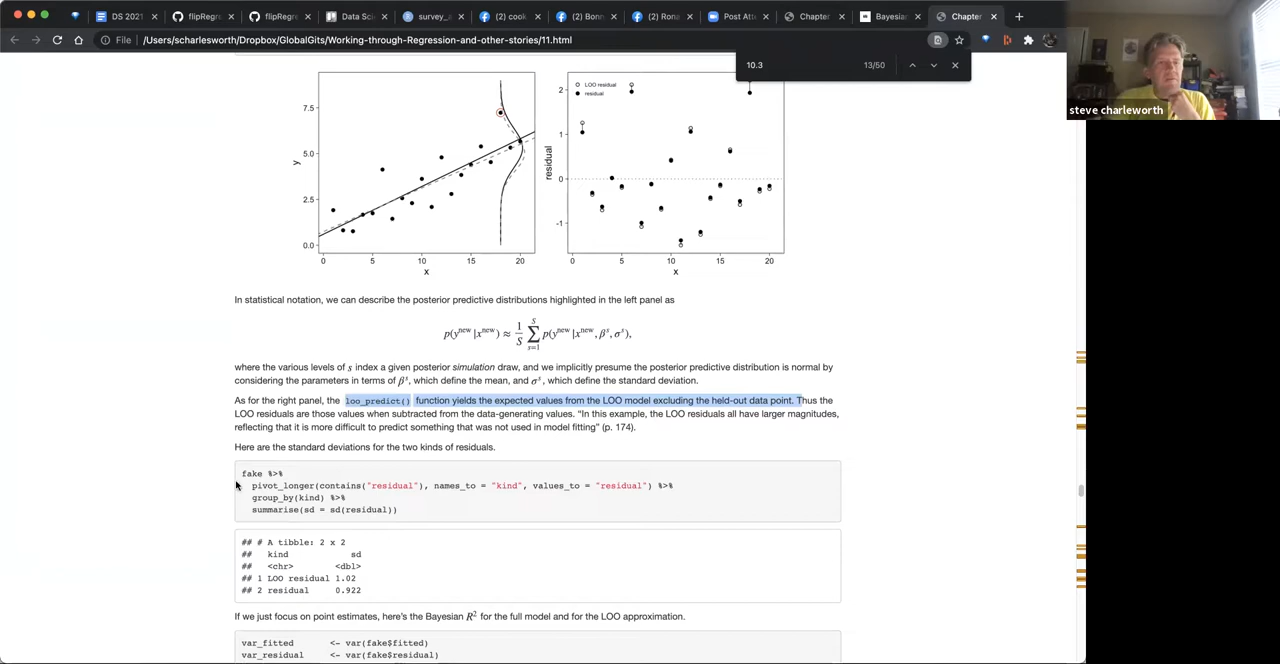 DS 2021
flipRegre
flipRegre
Data Sci
survey_a
(2) cook
(2) Bonn
(2) Rona
Post Att
Chapter
Bayesian
Chapter
File | /Users/scharlesworth/Dropbox/GlobalGits/Working-through-Regression-and-other-stories/11.html
10.3 13/50
steve charleworth
7.5
5.0
2.5
0.0
y
0 5 10 15 20
x
LOO residual
residual
2
1
0
-1
residual
0 5 10 15 20
x
In statistical notation, we can describe the posterior predictive distributions highlighted in the left panel as
p(y^new | x^new) ≈ 1/S ∑_{s=1}^{S} p(y^new | x^new, β^s, σ^s),
where the various levels of s index a given posterior simulation draw, and we implicitly presume the posterior predictive distribution is normal by
considering the parameters in terms of β^s, which define the mean, and σ^s, which define the standard deviation.
As for the right panel, the loo_predict() function yields the expected values from the LOO model excluding the held-out data point. Thus the
LOO residuals are those values when subtracted from the data-generating values. “In this example, the LOO residuals all have larger magnitudes,
reflecting that it is more difficult to predict something that was not used in model fitting” (p. 174).
Here are the standard deviations for the two kinds of residuals.
fake %>%
pivot_longer(contains("residual"), names_to = "kind", values_to = "residual") %>%
group_by(kind) %>%
summarise(sd = sd(residual))
## # A tibble: 2 x 2
## kind sd
## <chr> <dbl>
## 1 LOO residual 1.02
## 2 residual 0.922
If we just focus on point estimates, here's the Bayesian R² for the full model and for the LOO approximation.
var_fitted <- var(fake$fitted)
var_residual <- var(fake$residual)